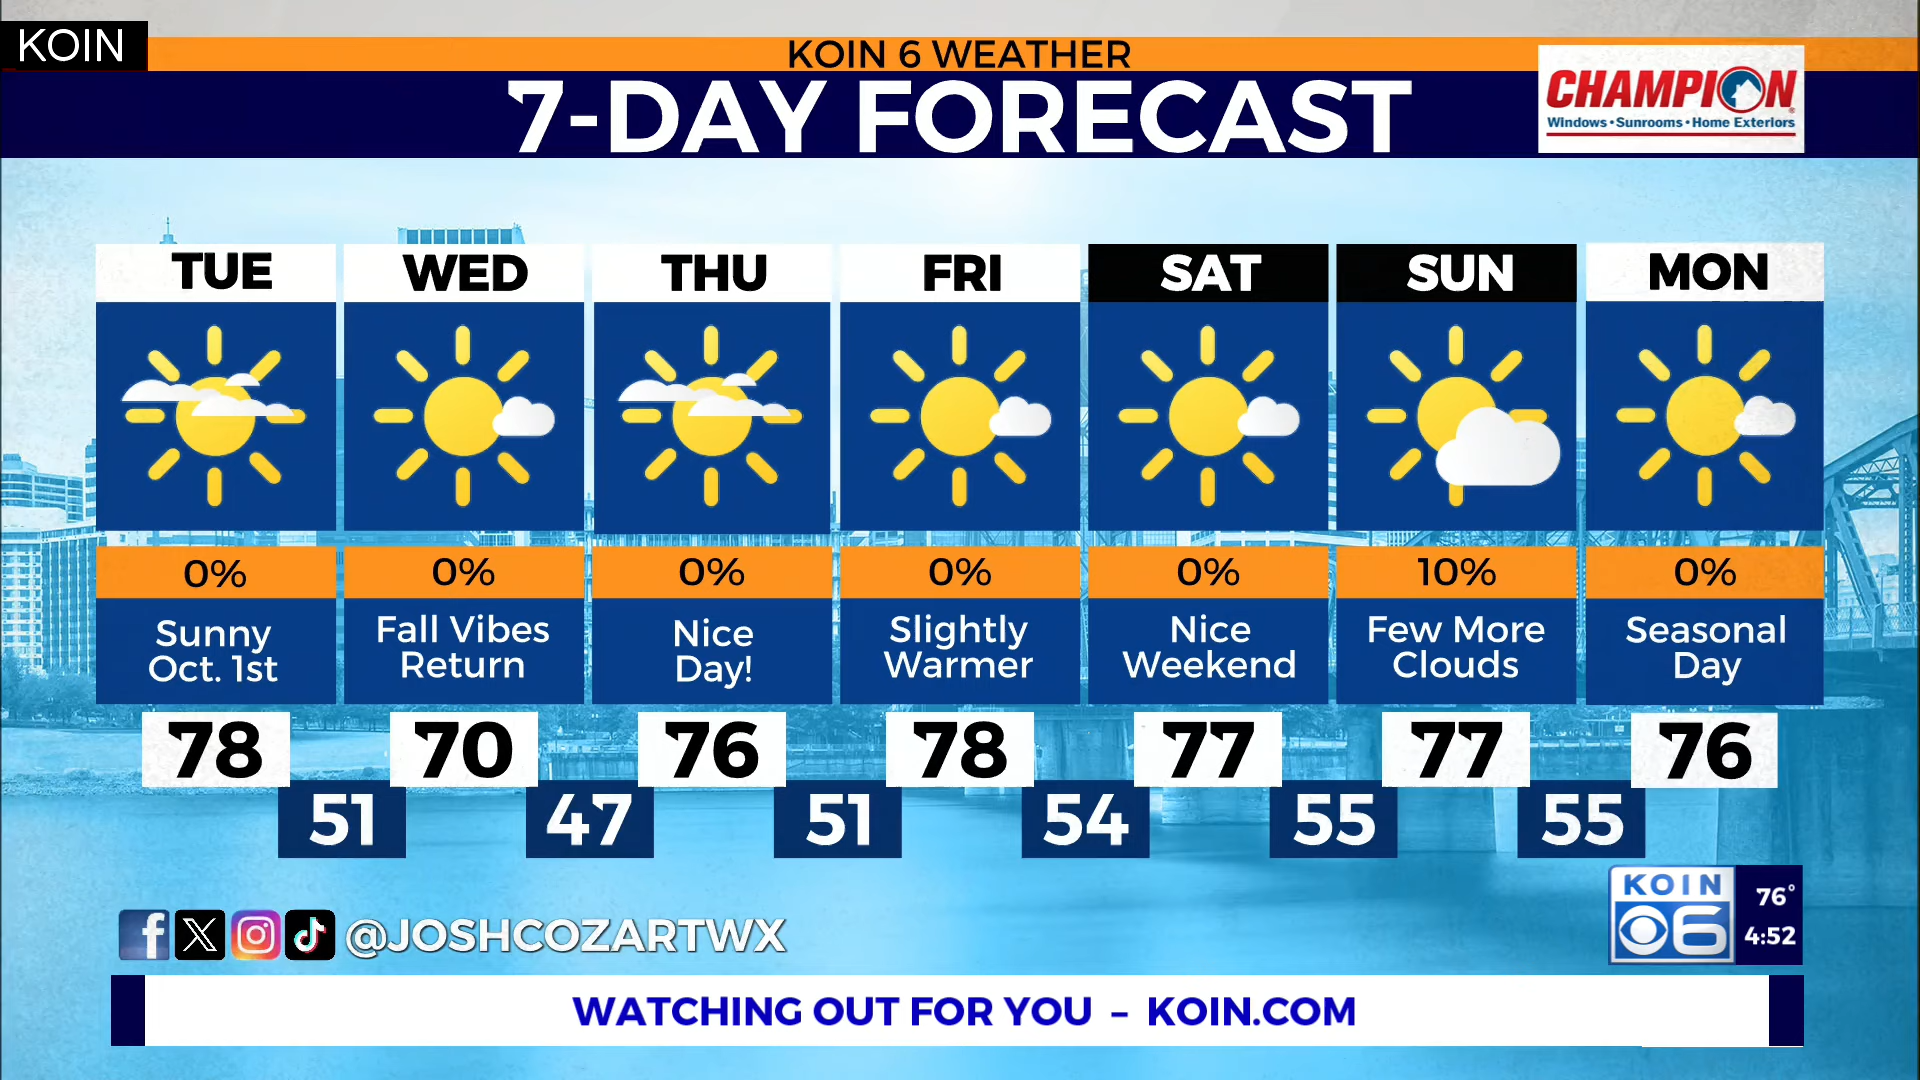 KOIN
KOIN 6 WEATHER
7-DAY FORECAST
CHAMPION
Windows • Sunrooms • Home Exteriors
TUE WED THU FRI SAT SUN MON
0% 0% 0% 0% 0% 10% 0%
Sunny
Oct. 1st
Fall Vibes
Return
Nice
Day!
Slightly
Warmer
Nice
Weekend
Few More
Clouds
Seasonal
Day
78 70 76 78 77 77 76
51 47 51 54 55 55
@JOSHCOZARTWX
KOIN
6
76°
4:52
WATCHING OUT FOR YOU – KOIN.COM